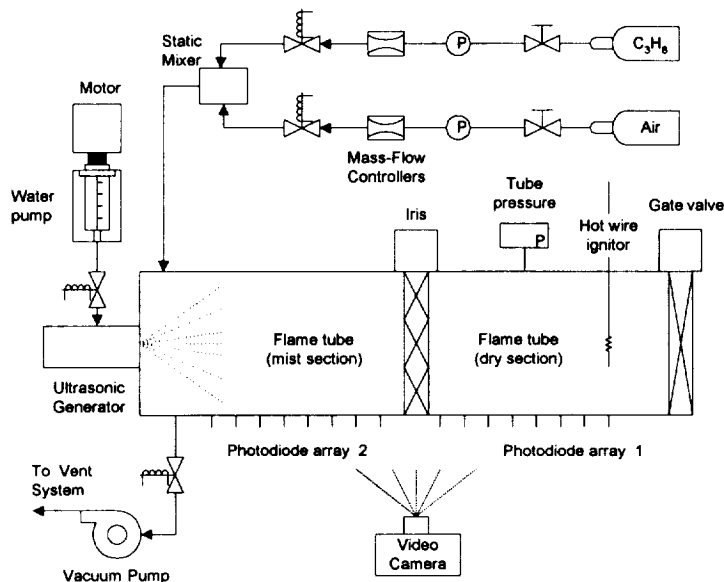 Static
Mixer
P
C₃H₈
Motor
P
Air
Mass-Flow
Controllers
Water
pump
Tube
pressure
P
Iris
Hot wire
ignitor
Gate valve
Flame tube
(mist section)
Flame tube
(dry section)
Ultrasonic
Generator
Photodiode array 2
Photodiode array 1
To Vent
System
Vacuum Pump
Video
Camera